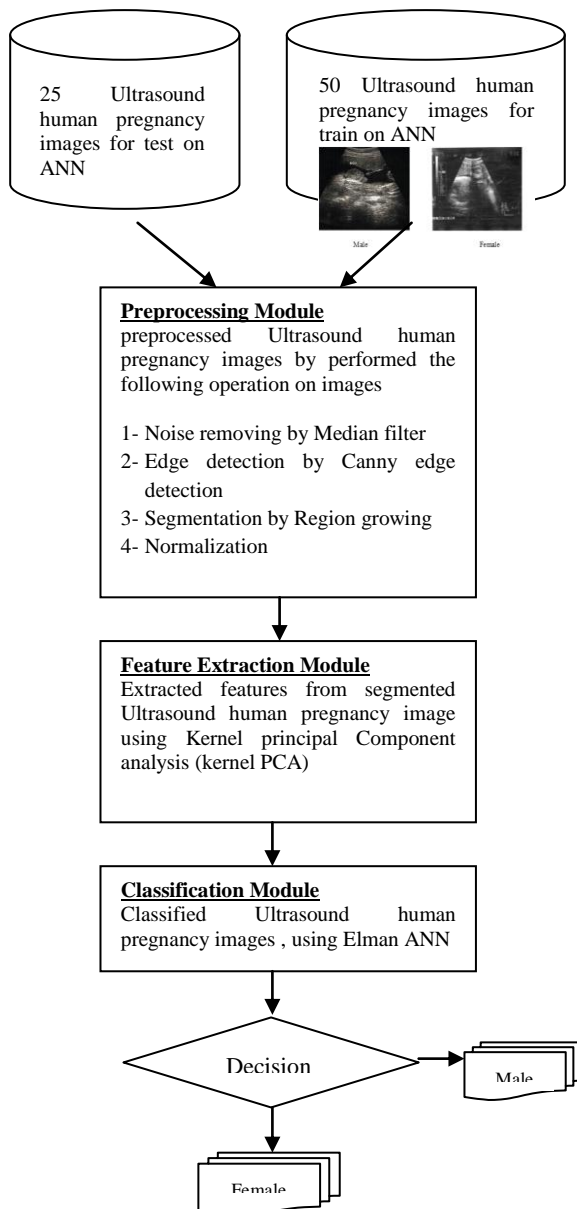 25 Ultrasound
human pregnancy
images for test on
ANN
50 Ultrasound human
pregnancy images for
train on ANN
Male
Female
Preprocessing Module
preprocessed Ultrasound human
pregnancy images by performed the
following operation on images
1- Noise removing by Median filter
2- Edge detection by Canny edge
detection
3- Segmentation by Region growing
4- Normalization
Feature Extraction Module
Extracted features from segmented
Ultrasound human pregnancy image
using Kernel principal Component
analysis (kernel PCA)
Classification Module
Classified Ultrasound human
pregnancy images , using Elman ANN
Decision
Male
Female